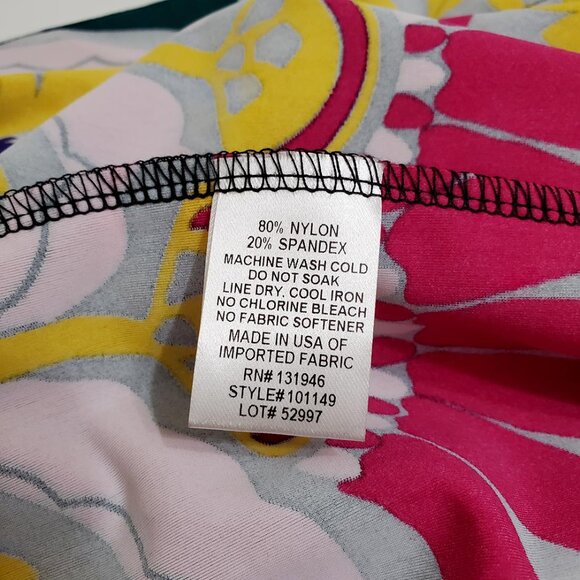 80% NYLON
20% SPANDEX
MACHINE WASH COLD
DO NOT SOAK
LINE DRY, COOL IRON
NO CHLORINE BLEACH
NO FABRIC SOFTENER
MADE IN USA OF
IMPORTED FABRIC
RN# 131946
STYLE#101149
LOT# 52997